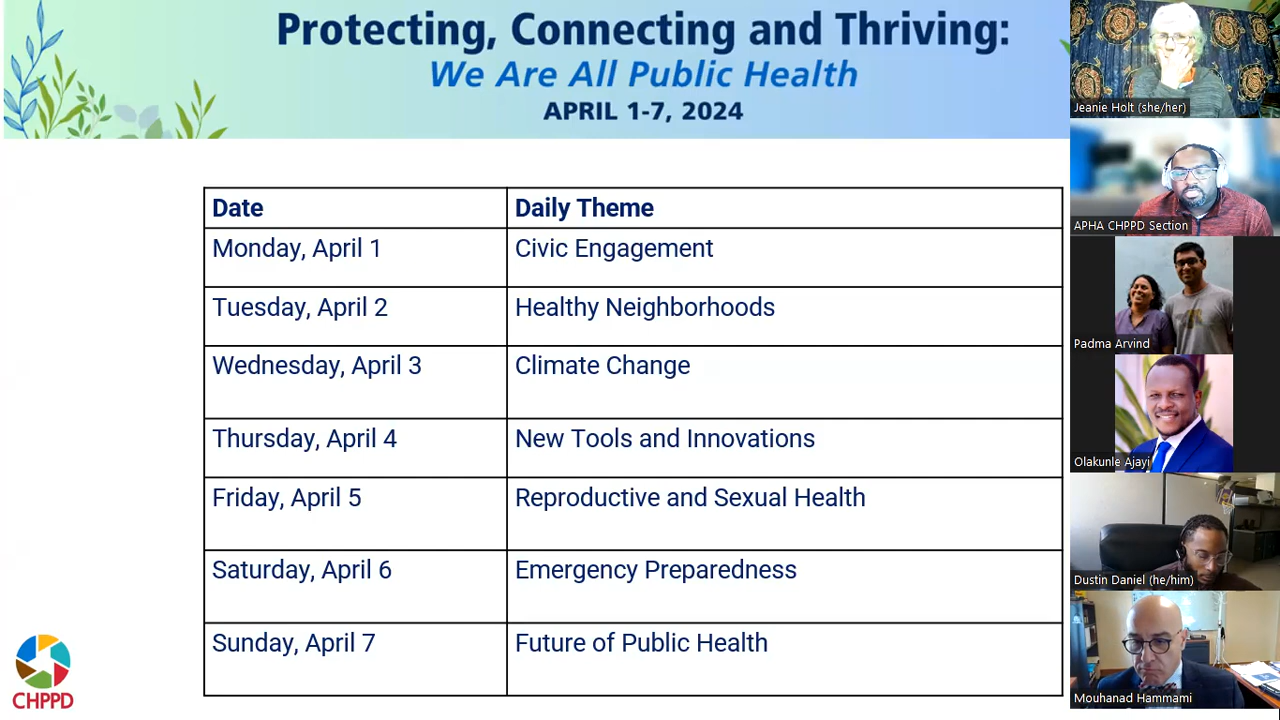 Protecting, Connecting and Thriving:
We Are All Public Health
APRIL 1-7, 2024
Date Daily Theme
Monday, April 1 Civic Engagement
Tuesday, April 2 Healthy Neighborhoods
Wednesday, April 3 Climate Change
Thursday, April 4 New Tools and Innovations
Friday, April 5 Reproductive and Sexual Health
Saturday, April 6 Emergency Preparedness
Sunday, April 7 Future of Public Health
CHPPD
Jeanie Holt (she/her)
APHA CHPPD Section
Padma Arvind
Olakunle Ajayi
Dustin Daniel (he/him)
Mouhanad Hammami